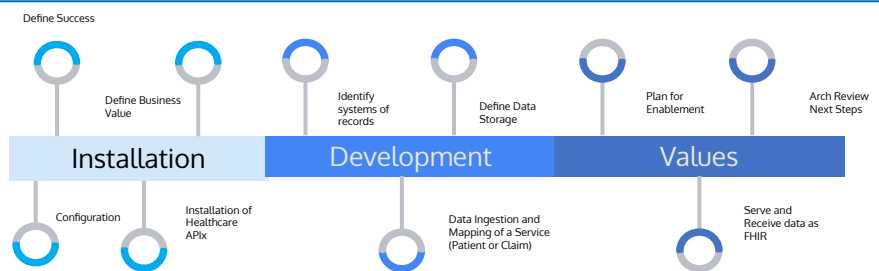 Define Success
Define Business
Value
Identify
systems of
records
Define Data
Storage
Plan for
Enablement
Arch Review
Next Steps
Installation
Development
Values
Configuration
Installation of
Healthcare
APIx
Data Ingestion and
Mapping of a Service
(Patient or Claim)
Serve and
Receive data as
FHIR